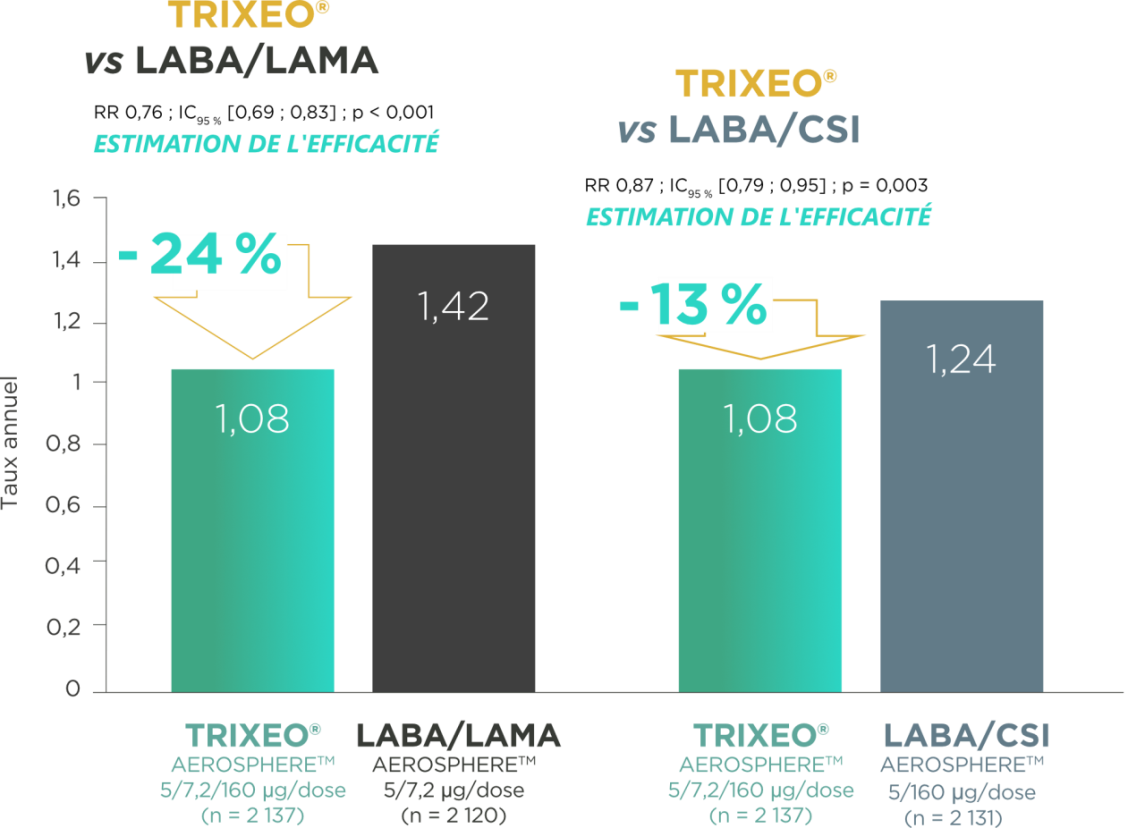 TRIXEO®
vs LABA/LAMA
RR 0,76 ; IC95 % [0,69 ; 0,83] ; p < 0,001
ESTIMATION DE L'EFFICACITÉ
TRIXEO®
vs LABA/CSI
RR 0,87 ; IC95 % [0,79 ; 0,95] ; p = 0,003
ESTIMATION DE L'EFFICACITÉ
Taux annuel
1,6
1,4
1,2
1
0,8
0,6
0,4
0,2
0
- 24 %
1,08
1,42
- 13 %
1,08
1,24
TRIXEO®
AEROSPHERE™
5/7,2/160 µg/dose
(n = 2 137)
LABA/LAMA
AEROSPHERE™
5/7,2 µg/dose
(n = 2 120)
TRIXEO®
AEROSPHERE™
5/7,2/160 µg/dose
(n = 2 137)
LABA/CSI
AEROSPHERE™
5/160 µg/dose
(n = 2 131)